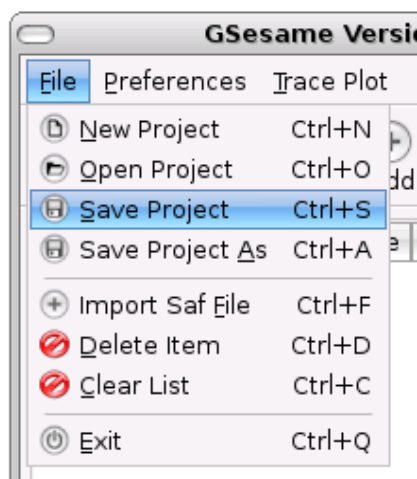 GSesame Versi
File Preferences Trace Plot
New Project Ctrl+N
Open Project Ctrl+O
dd
Save Project Ctrl+S
Save Project As Ctrl+A
e
Import Saf File Ctrl+F
Delete Item Ctrl+D
Clear List Ctrl+C
Exit Ctrl+Q